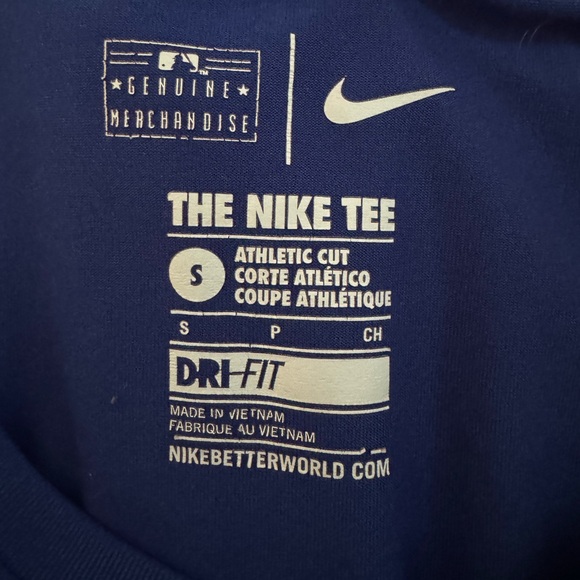 TM
GENUINE
MERCHANDISE
THE NIKE TEE
S
ATHLETIC CUT
CORTE ATLÉTICO
COUPE ATHLÉTIQUE
S P CH
DRI-FIT
MADE IN VIETNAM
FABRIQUE AU VIETNAM
NIKEBETTERWORLD COM